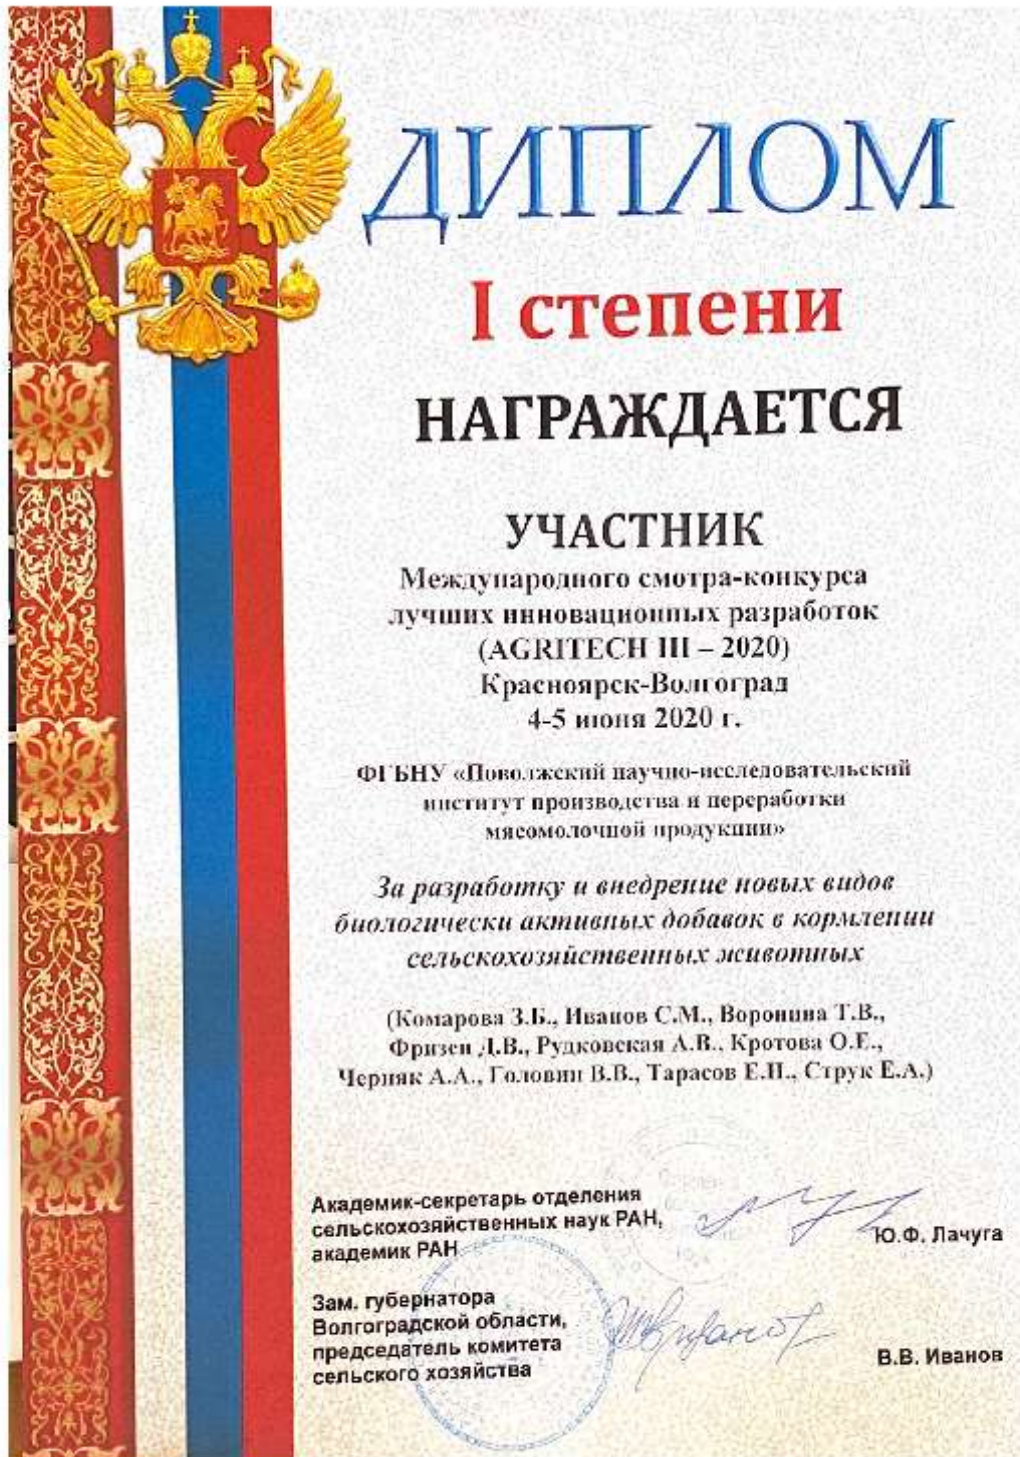 ДИПЛОМ
I степени
НАГРАЖДАЕТСЯ
УЧАСТНИК
Международного смотра-конкурса
лучших инновационных разработок
(AGRITECH III – 2020)
Красноярск-Волгоград
4-5 июня 2020 г.
ФГБНУ «Поволжский научно-исследовательский
институт производства и переработки
мясомолочной продукции»
За разработку и внедрение новых видов
биологически активных добавок в кормлении
сельскохозяйственных животных
(Комарова З.Б., Иванов С.М., Воронина Т.В.,
Фризен Д.В., Рудковская А.В., Кротова О.Е.,
Черняк А.А., Головин В.В., Тарасов Е.Н., Струк Е.А.)
Академик-секретарь отделения
сельскохозяйственных наук РАН,
академик РАН
Ю.Ф. Лачуга
Зам. губернатора
Волгоградской области,
председатель комитета
сельского хозяйства
В.В. Иванов